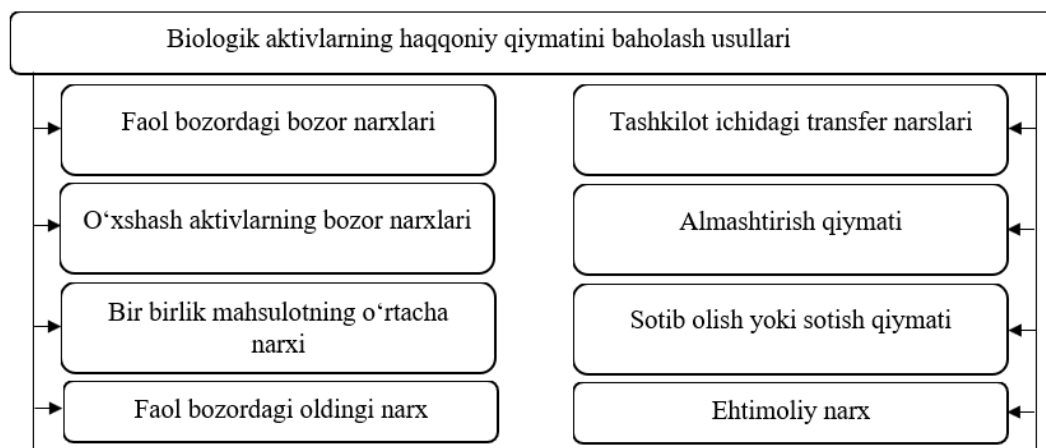 Biologik aktivlarning haqqoniy qiymatini baholash usullari
Faol bozordagi bozor narxlari
Tashkilot ichidagi transfer narslari
O‘xshash aktivlarning bozor narxlari
Almashtirish qiymati
Bir birlik mahsulotning o‘rtacha
narxi
Sotib olish yoki sotish qiymati
Faol bozordagi oldingi narx
Ehtimoliy narx